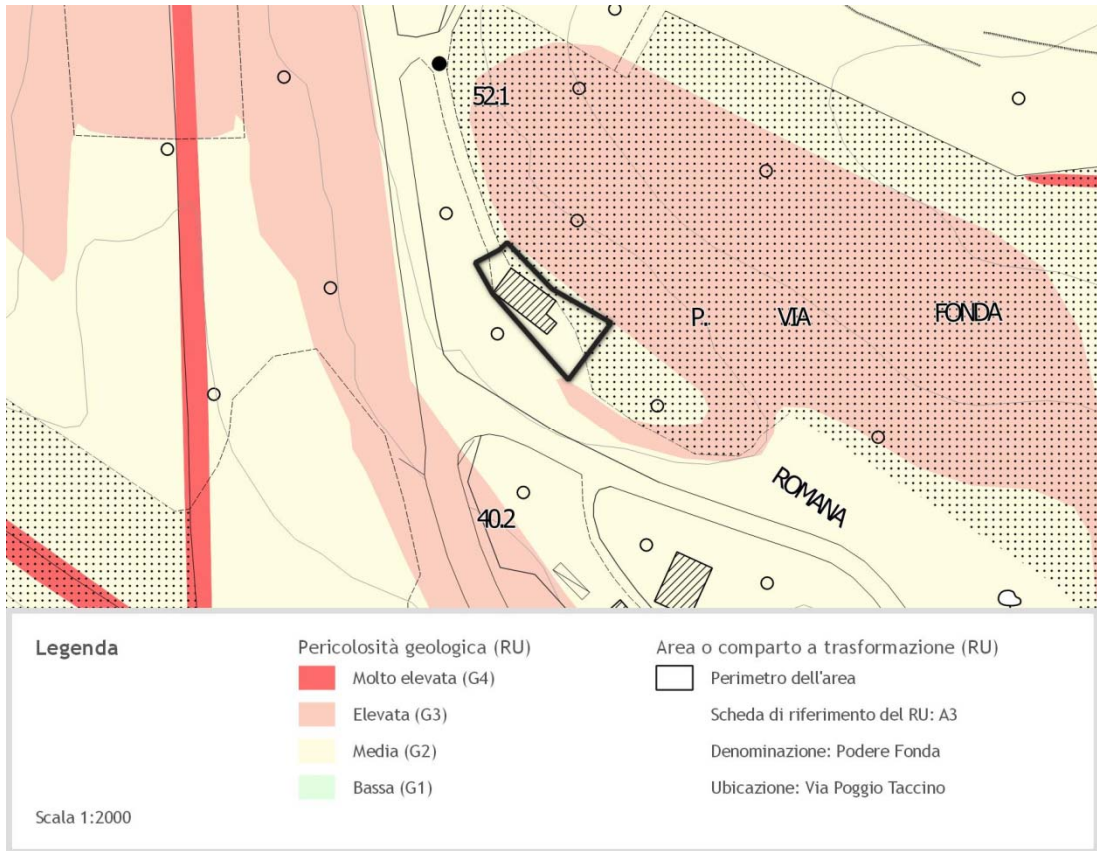 52.1
P. VIA FONDA
ROMANA
40.2
Legenda
Pericolosità geologica (RU)
Molto elevata (G4)
Elevata (G3)
Media (G2)
Bassa (G1)
Area o comparto a trasformazione (RU)
Perimetro dell'area
Scheda di riferimento del RU: A3
Denominazione: Podere Fonda
Ubicazione: Via Poggio Taccino
Scala 1:2000